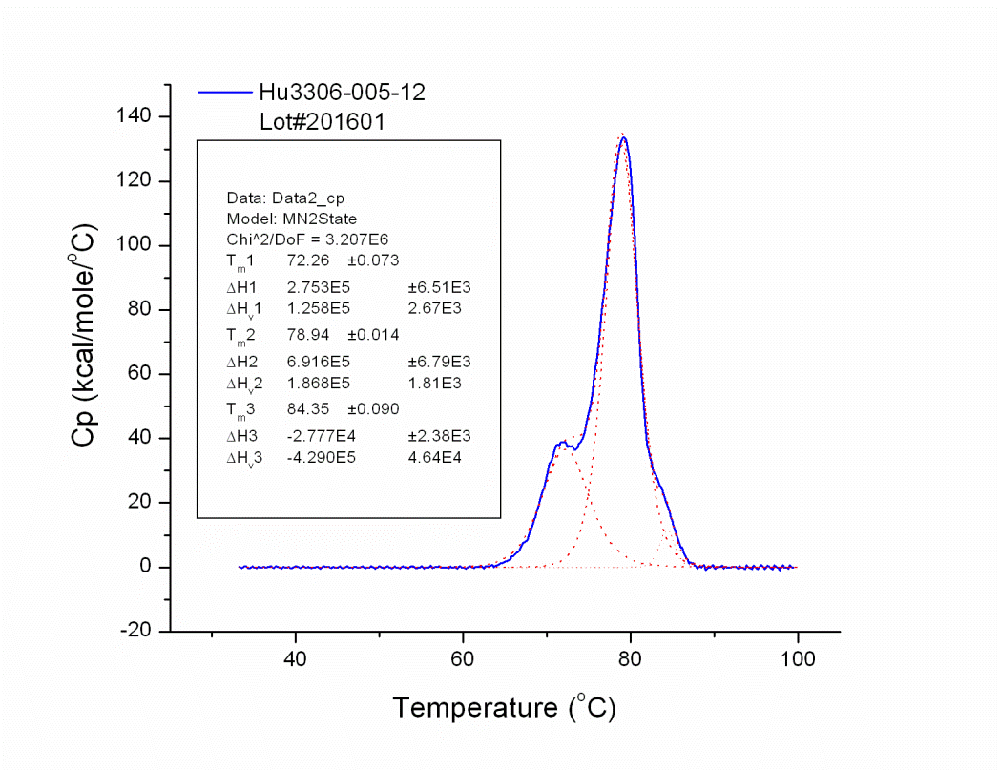 Hu3306-005-12
Lot#201601
Data: Data2_cp
Model: MN2State
Chi^2/DoF = 3.207E6
Tm1 72.26 ±0.073
ΔH1 2.753E5 ±6.51E3
ΔHv1 1.258E5 2.67E3
Tm2 78.94 ±0.014
ΔH2 6.916E5 ±6.79E3
ΔHv2 1.868E5 1.81E3
Tm3 84.35 ±0.090
ΔH3 -2.777E4 ±2.38E3
ΔHv3 -4.290E5 4.64E4
Cp (kcal/mole/°C)
140
120
100
80
60
40
20
0
-20
40 60 80 100
Temperature (°C)